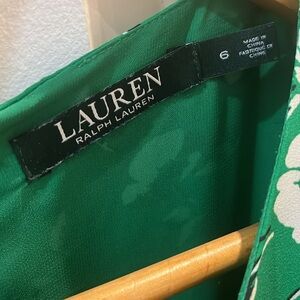 LAUREN
RALPH LAUREN
6
MADE IN
CHINA
FABRIQUÉ EN
CHINE